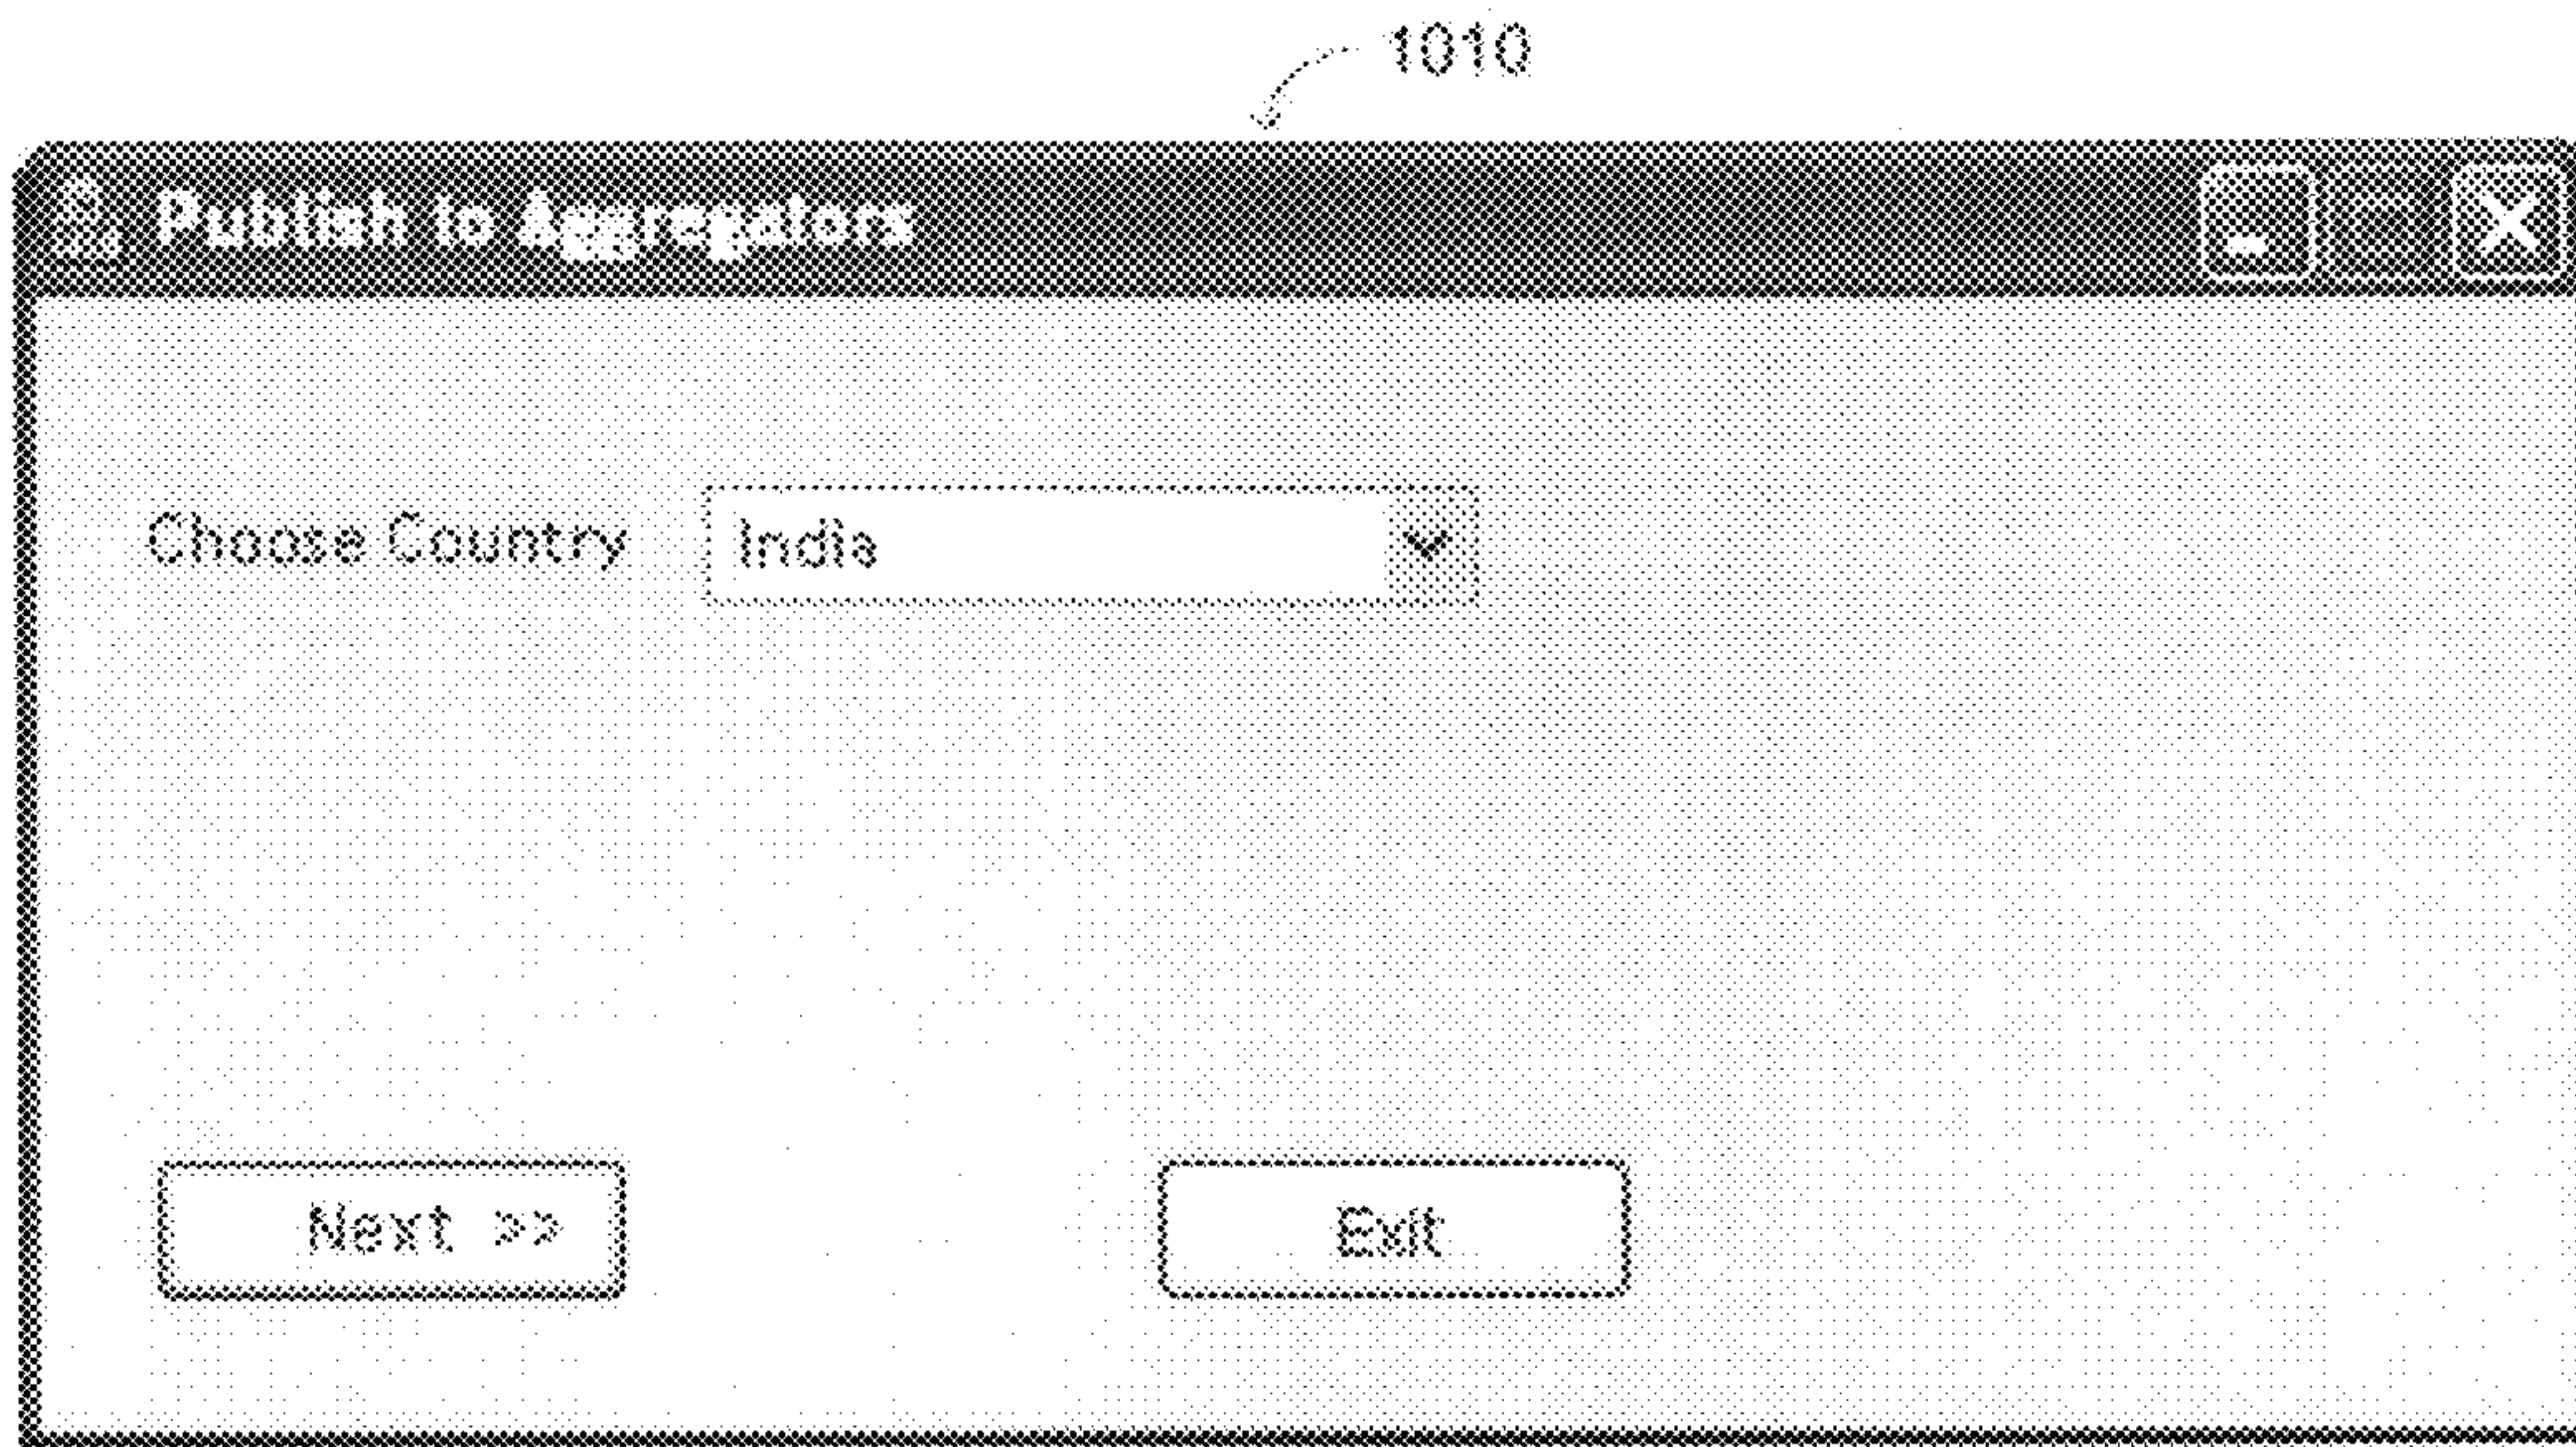 1010
Publish to Aggregators
Choose Country India
Next >>
Exit